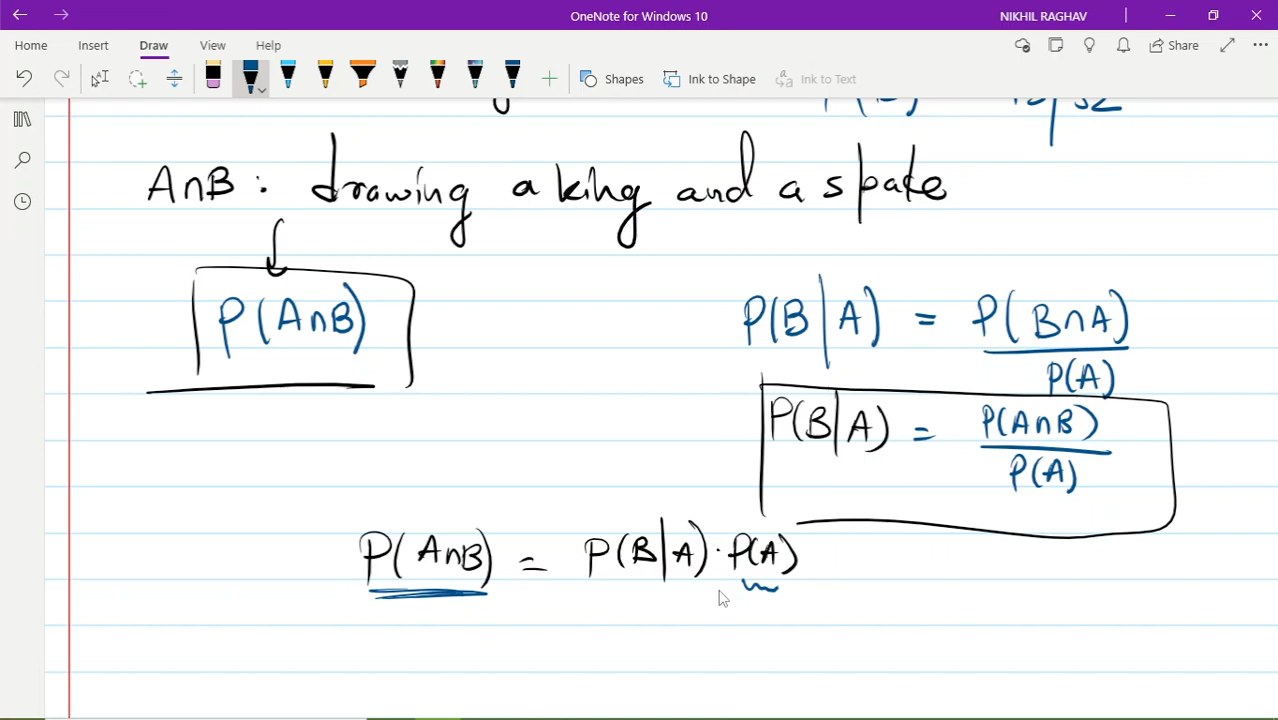 OneNote for Windows 10
NIKHIL RAGHAV
Home Insert Draw View Help
Share
Shapes Ink to Shape Ink to Text
A∩B : drawing a king and a spade
P(A∩B)
P(B|A) = P(B∩A)
P(A)
P(B|A) = P(A∩B)
P(A)
P(A∩B) = P(B|A) · P(A)